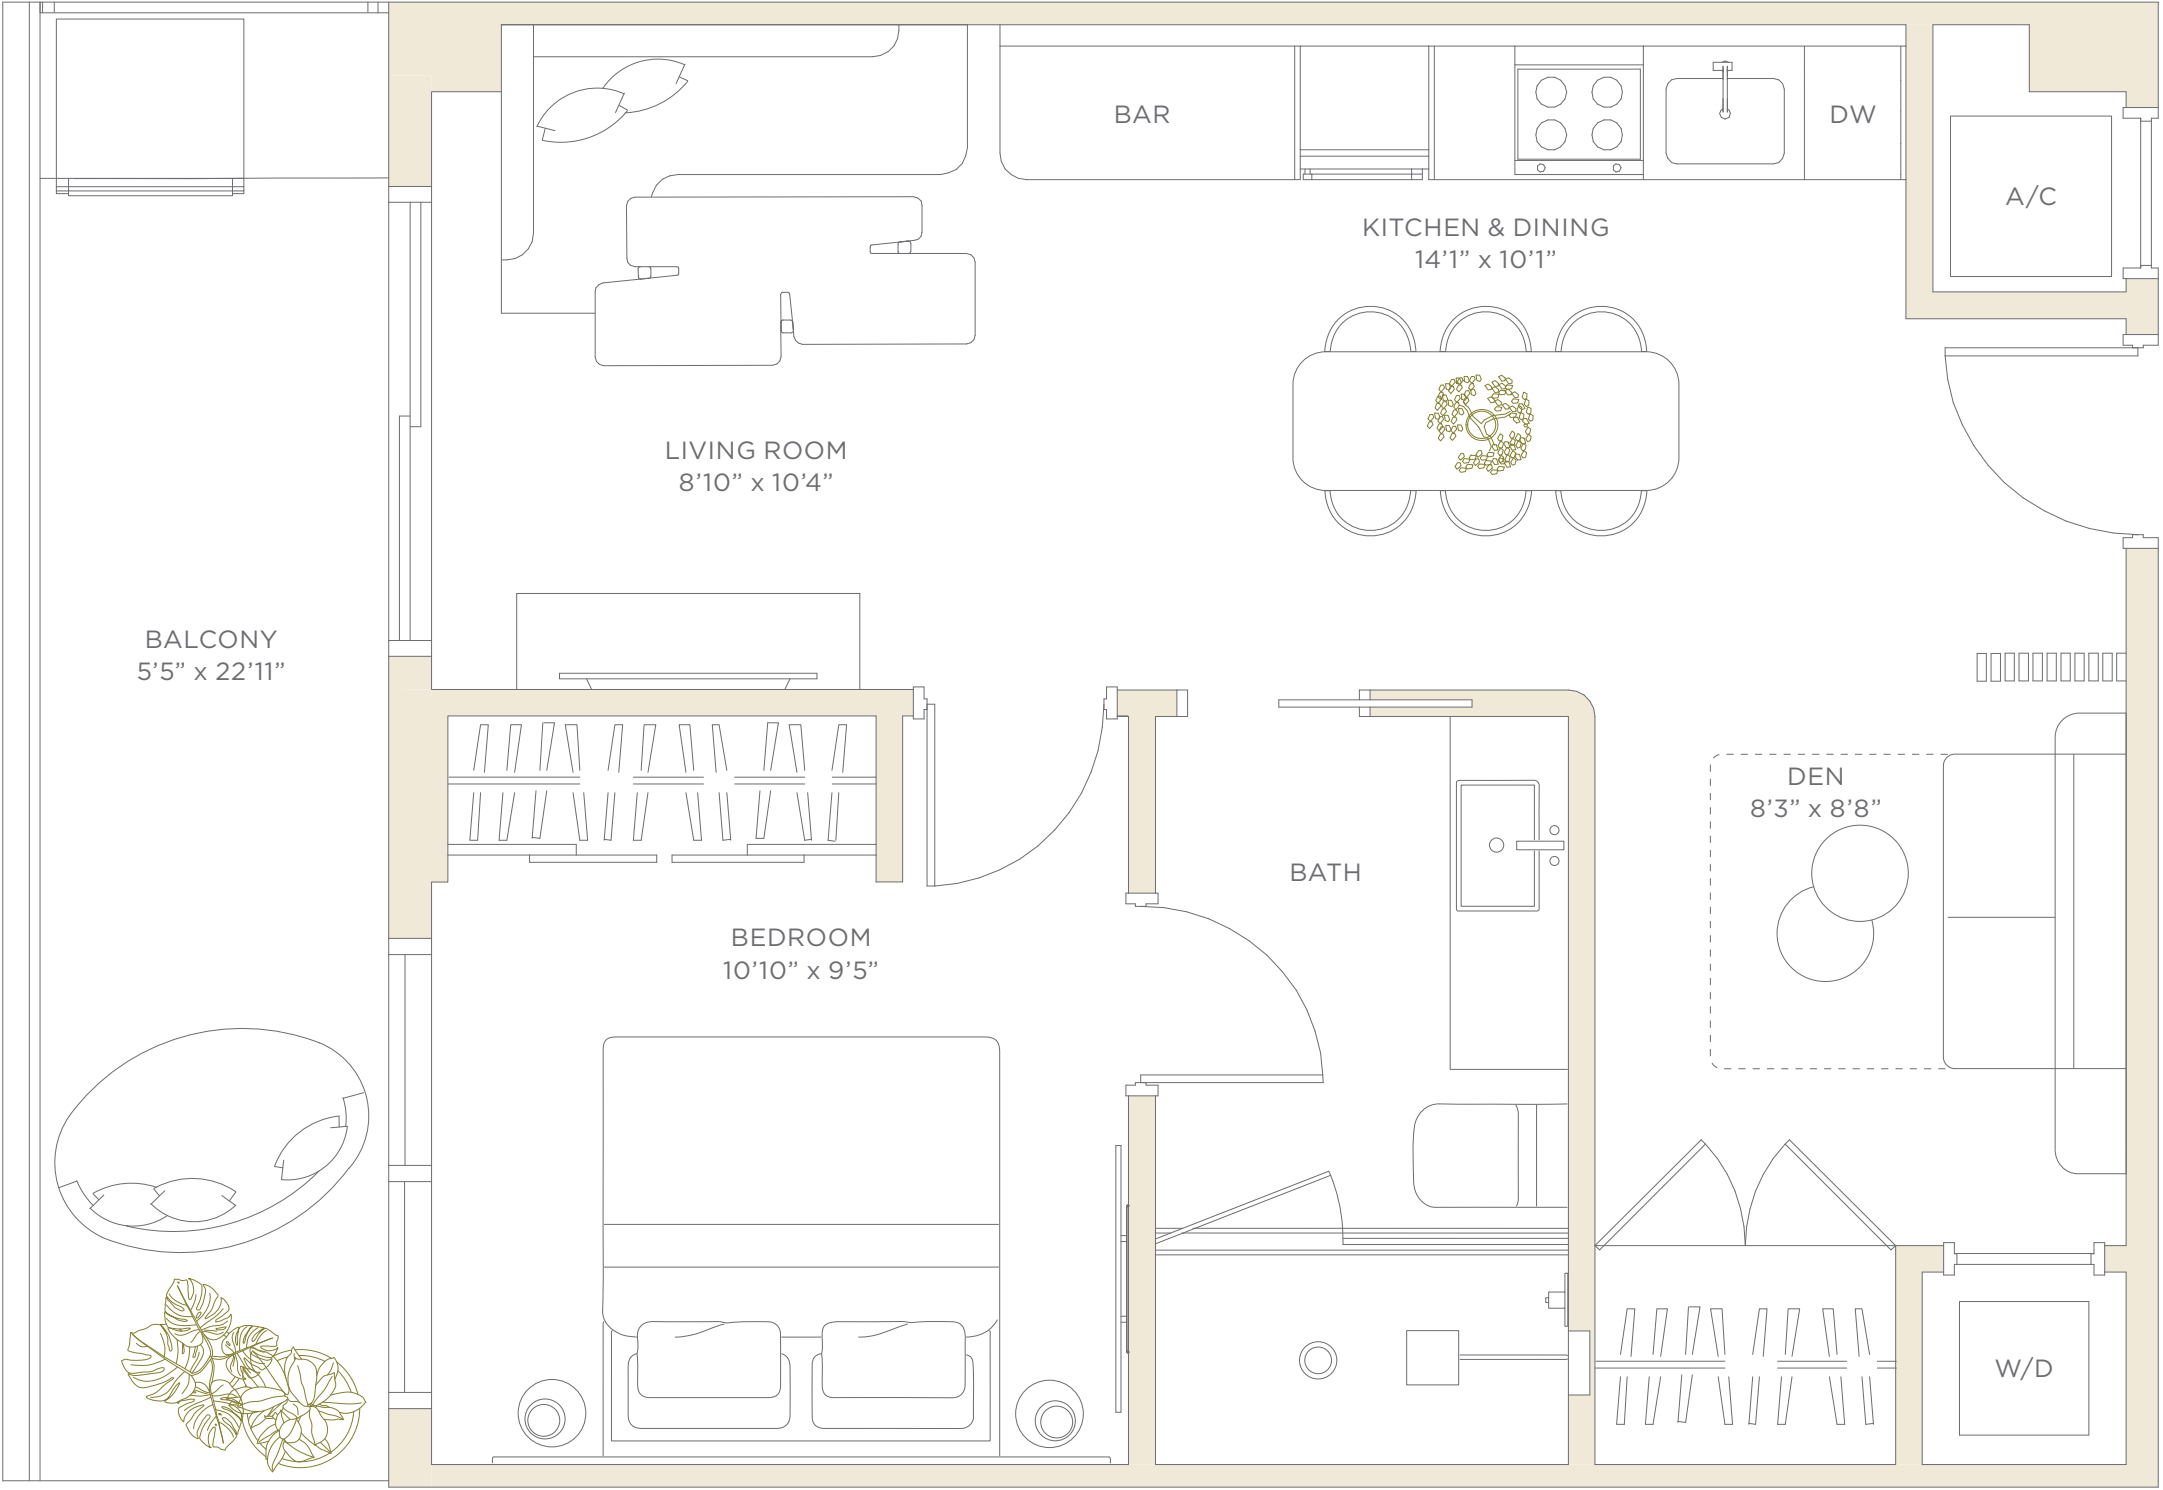 BAR
DW
A/C
KITCHEN & DINING
14’1” x 10’1”
LIVING ROOM
8’10” x 10’4”
BALCONY
5’5” x 22’11”
DEN
8’3” x 8’8”
BATH
BEDROOM
10’10” x 9’5”
W/D